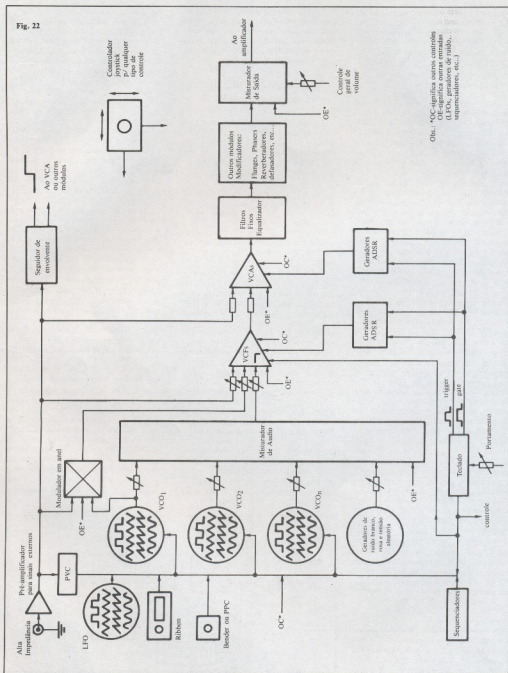 Fig. 22
Alta
Impedância
Pré-amplificador
para sinais externos
PVC
LFO
Ribbon
Bender ou PPC
OC*
Sequenciadores
Modulador em anel
OE*
VCO1
VCO2
VCOn
Geradores de
ruído branco,
rosa e tensão
aleatória
Misturador
de Audio
OE*
Teclado
trigger
gate
Portamento
controle
Seguidor de
envolvente
Ao VCA
ou outros
módulos
VCFs
OC*
OE*
Geradores
ADSR
VCAs
OC*
OE*
Geradores
ADSR
Filtros
Fixos
Equalizador
Outros módulos
Modificadores:
Flanges, Phasers
Reverberadores,
defasadores, etc...
Misturador
de Saída
Ao
amplificador
OE*
Controle
geral de
volume
Controlador
joystick
p/ qualquer
tipo de
controle
Obs.: *OC-significa outros controles
OE-significa outras entradas
(LFOs, geradores de ruído,
sequenciadores, etc...)